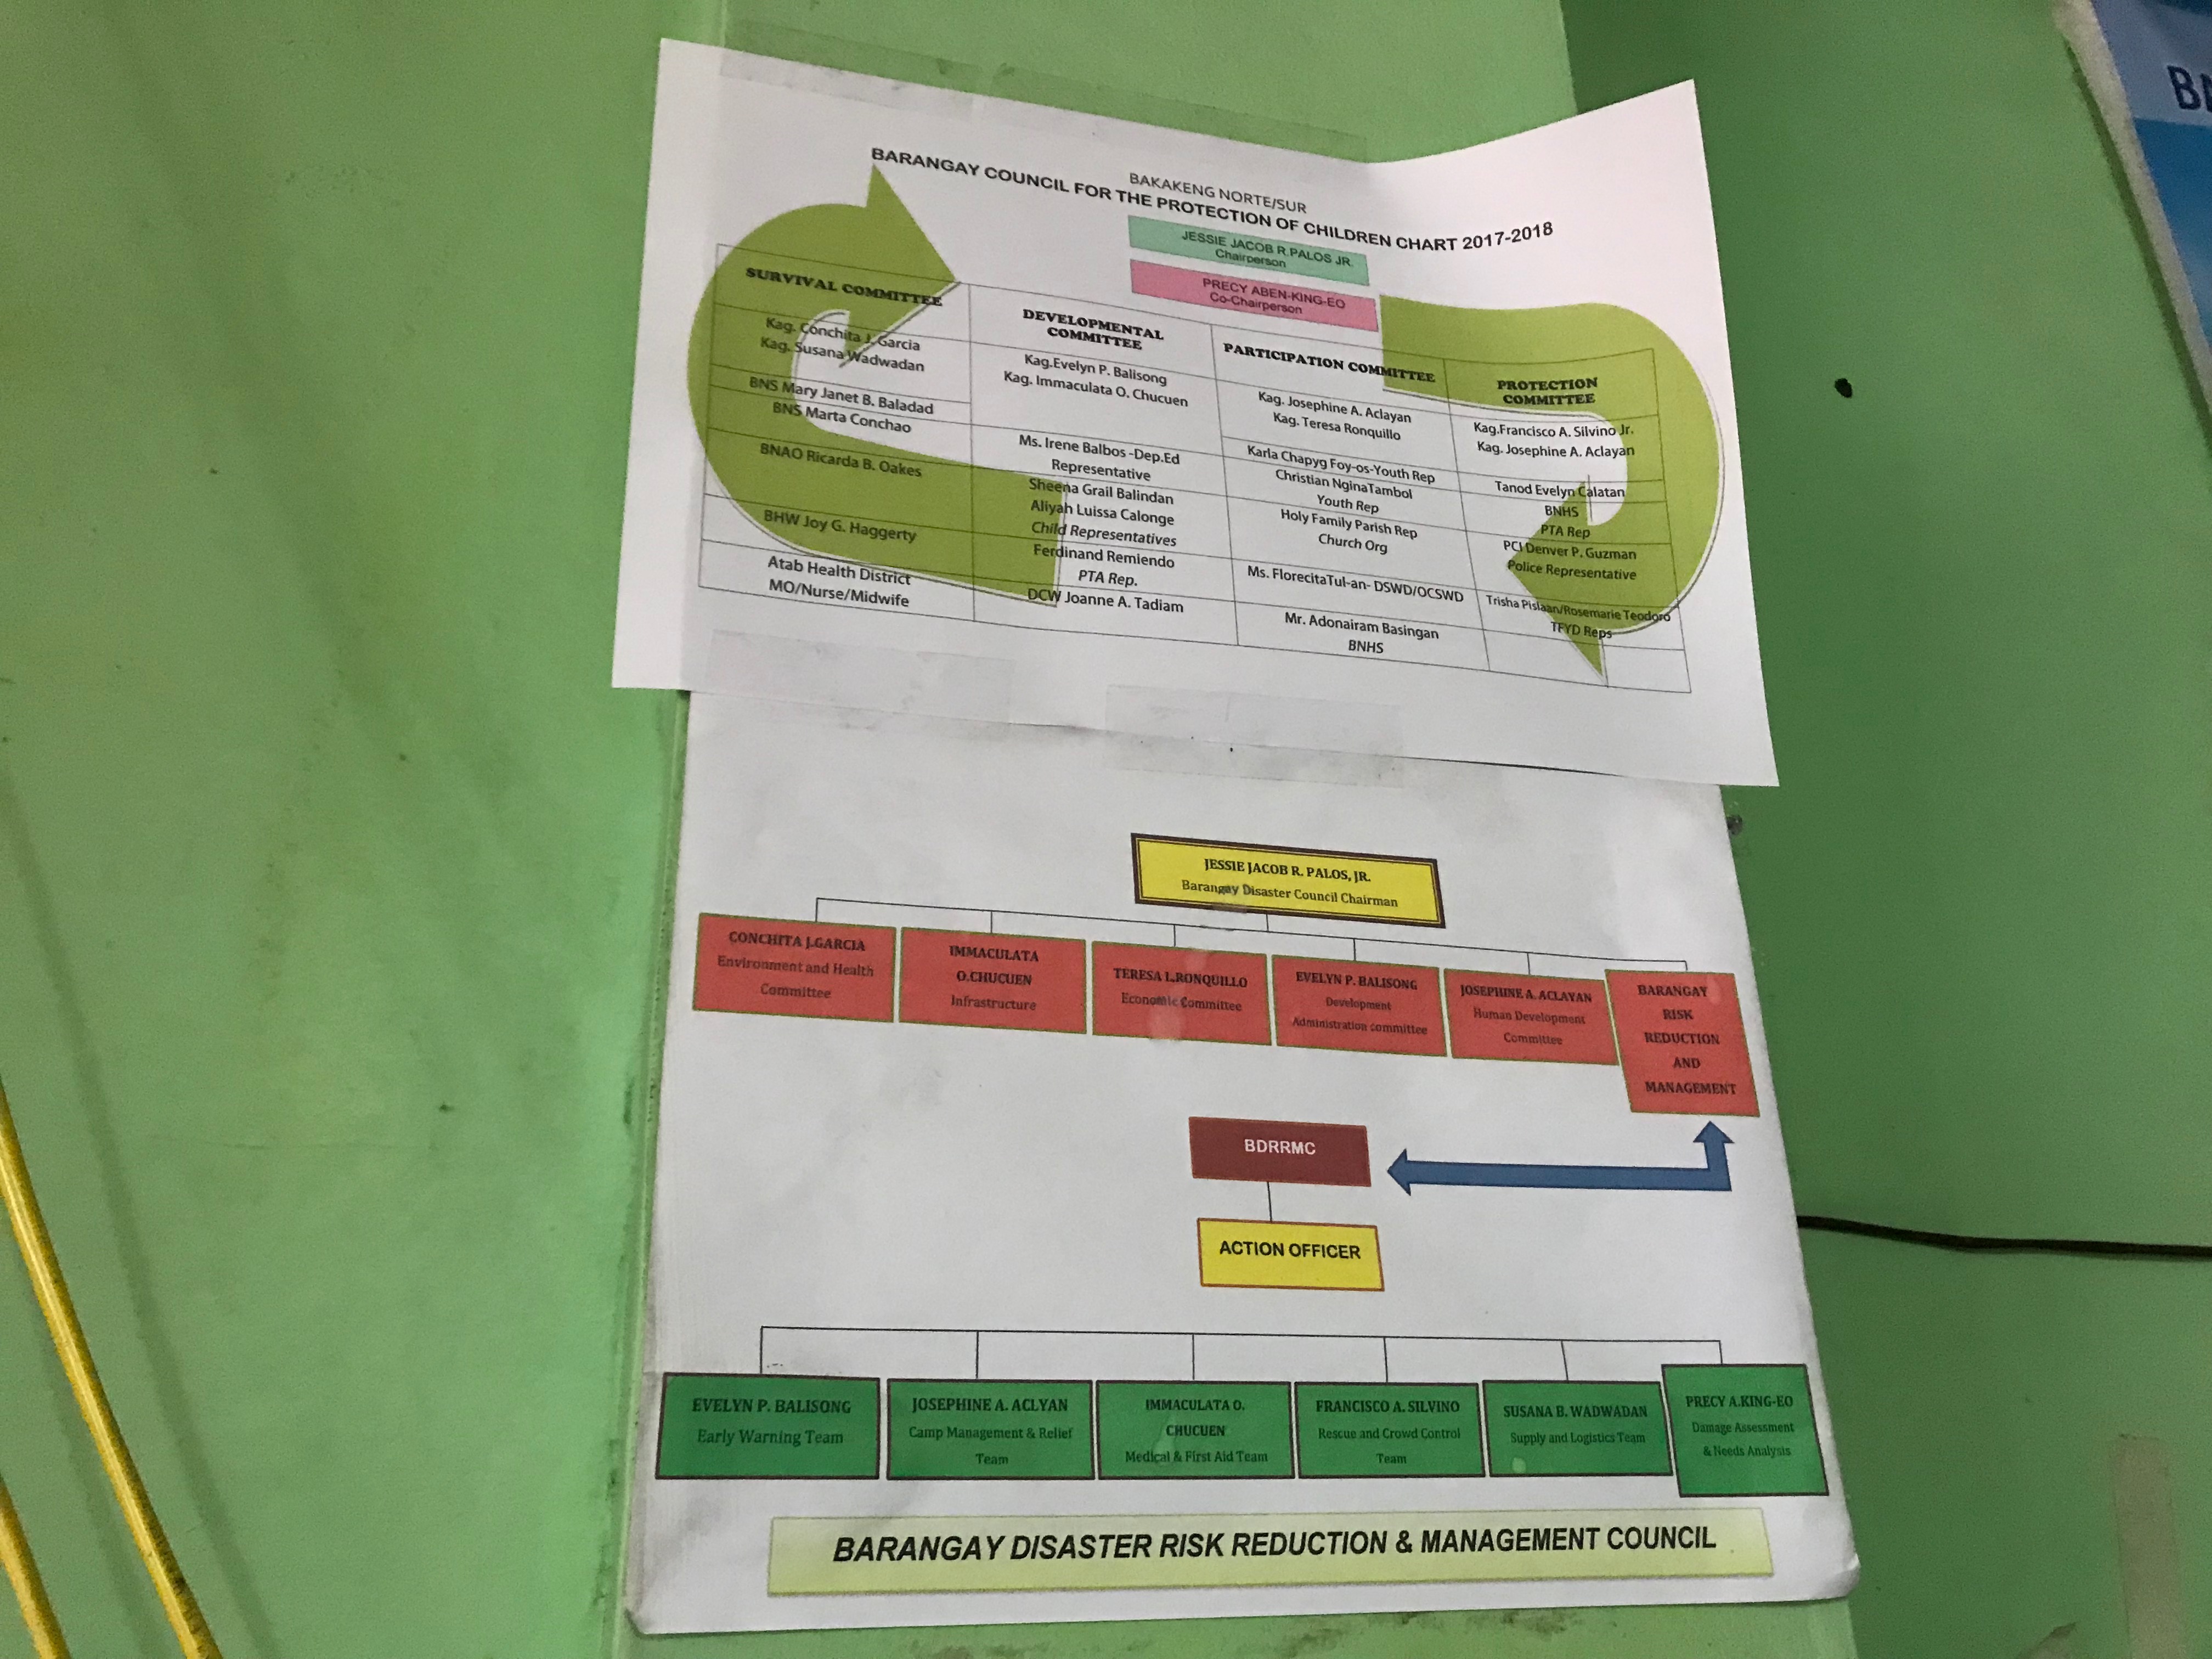 BAKAKENG NORTE/SUR
BARANGAY COUNCIL FOR THE PROTECTION OF CHILDREN CHART 2017-2018
JESSIE JACOB R.PALOS JR.
Chairperson
PRECY ABEN-KING-EO
Co-Chairperson
SURVIVAL COMMITTEE
Kag. Conchita J. Garcia
Kag. Susana Wadwadan
BNS Mary Janet B. Baladad
BNS Marta Conchao
BNAO Ricarda B. Oakes
BHW Joy G. Haggerty
Atab Health District
MO/Nurse/Midwife
DEVELOPMENTAL
COMMITTEE
Kag.Evelyn P. Balisong
Kag. Immaculata O. Chucuen
Ms. Irene Balbos -Dep.Ed
Representative
Sheena Grail Balindan
Aliyah Luissa Calonge
Child Representatives
Ferdinand Remiendo
PTA Rep.
DCW Joanne A. Tadiam
PARTICIPATION COMMITTEE
Kag. Josephine A. Aclayan
Kag. Teresa Ronquillo
Karla Chapyg Foy-os-Youth Rep
Christian NginaTambol
Youth Rep
Holy Family Parish Rep
Church Org
Ms. FlorecitaTul-an- DSWD/OCSWD
Mr. Adonairam Basingan
BNHS
PROTECTION
COMMITTEE
Kag.Francisco A. Silvino Jr.
Kag. Josephine A. Aclayan
Tanod Evelyn Calatan
BNHS
PTA Rep
PCI Denver P. Guzman
Police Representative
Trisha Pislaan/Rosemarie Teodoro
TFYD Reps
JESSIE JACOB R. PALOS, JR.
Barangay Disaster Council Chairman
CONCHITA J.GARCIA
Environment and Health
Committee
IMMACULATA
O.CHUCUEN
Infrastructure
TERESA L.RONQUILLO
Economic Committee
EVELYN P. BALISONG
Development
Administration committee
JOSEPHINE A. ACLAYAN
Human Development
Committee
BARANGAY
RISK
REDUCTION
AND
MANAGEMENT
BDRRMC
ACTION OFFICER
EVELYN P. BALISONG
Early Warning Team
JOSEPHINE A. ACLYAN
Camp Management & Relief
Team
IMMACULATA O.
CHUCUEN
Medical & First Aid Team
FRANCISCO A. SILVINO
Rescue and Crowd Control
Team
SUSANA B. WADWADAN
Supply and Logistics Team
PRECY A.KING-EO
Damage Assessment
& Needs Analysis
BARANGAY DISASTER RISK REDUCTION & MANAGEMENT COUNCIL